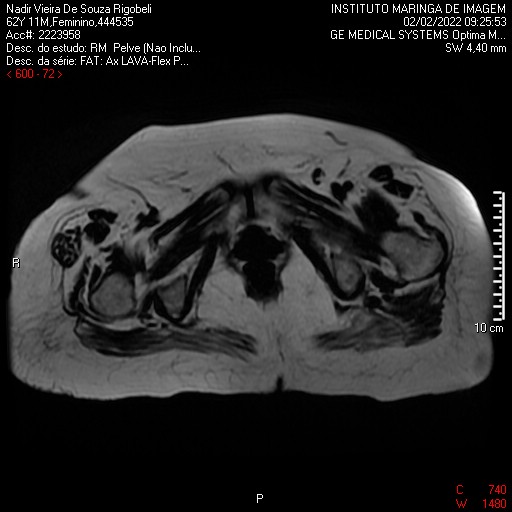 Nadir Vieira De Souza Rigobeli
62Y 11M,Feminino,444535
Acc#: 2223958
Desc. do estudo: RM Pelve (Nao Inclu...
Desc. da série: FAT: Ax LAVA-Flex P...
< 600 - 72 >
INSTITUTO MARINGA DE IMAGEM
02/02/2022 09:25:53
GE MEDICAL SYSTEMS Optima M...
SW 4,40 mm
R
10 cm
P
C 740
W 1480